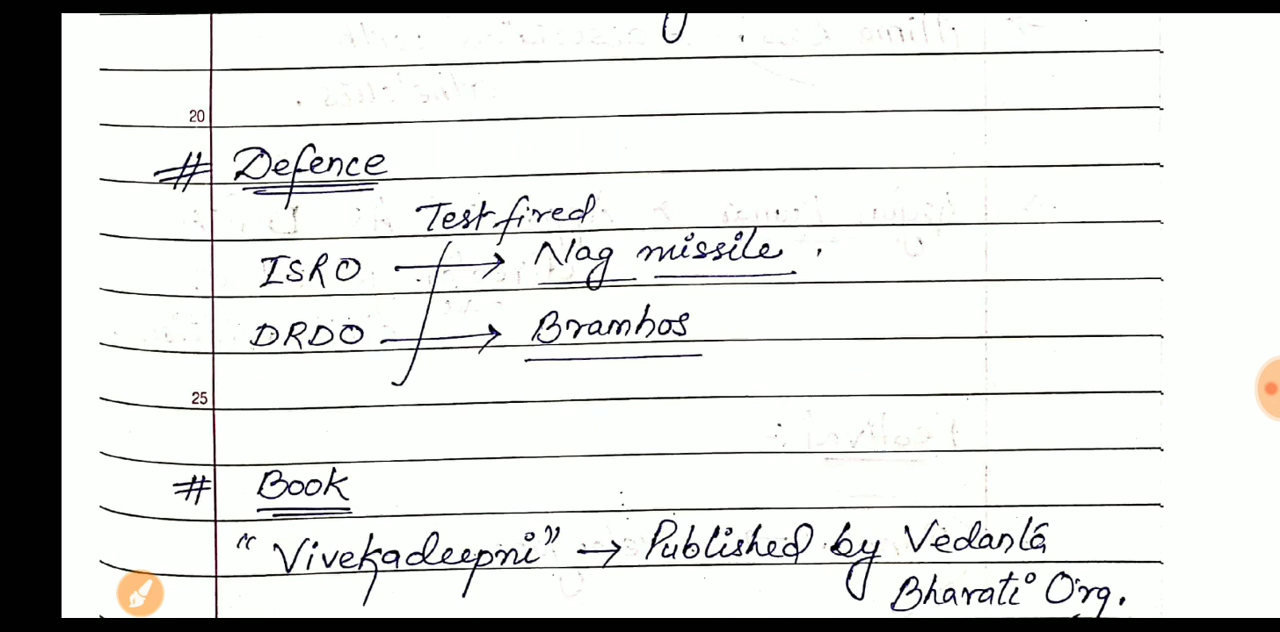 20
# Defence
Test fired
ISRO → Nag missile.
DRDO → Bramhos
25
# Book
"Vivekadeepni" → Published by Vedanta
Bharati Org.